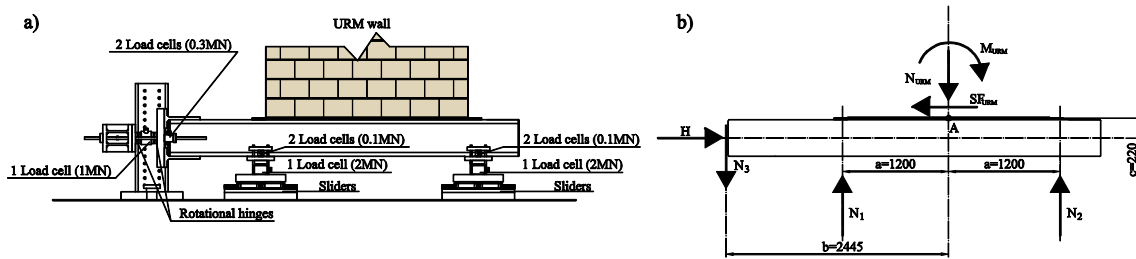 a)
URM wall
2 Load cells (0.3MN)
2 Load cells (0.1MN)
2 Load cells (0.1MN)
1 Load cell (1MN)
1 Load cell (2MN)
1 Load cell (2MN)
Sliders
Sliders
Rotational hinges
b)
MURM
NURM
SFURM
A
H
N3
a=1200
a=1200
c=220
N1
N2
b=2445